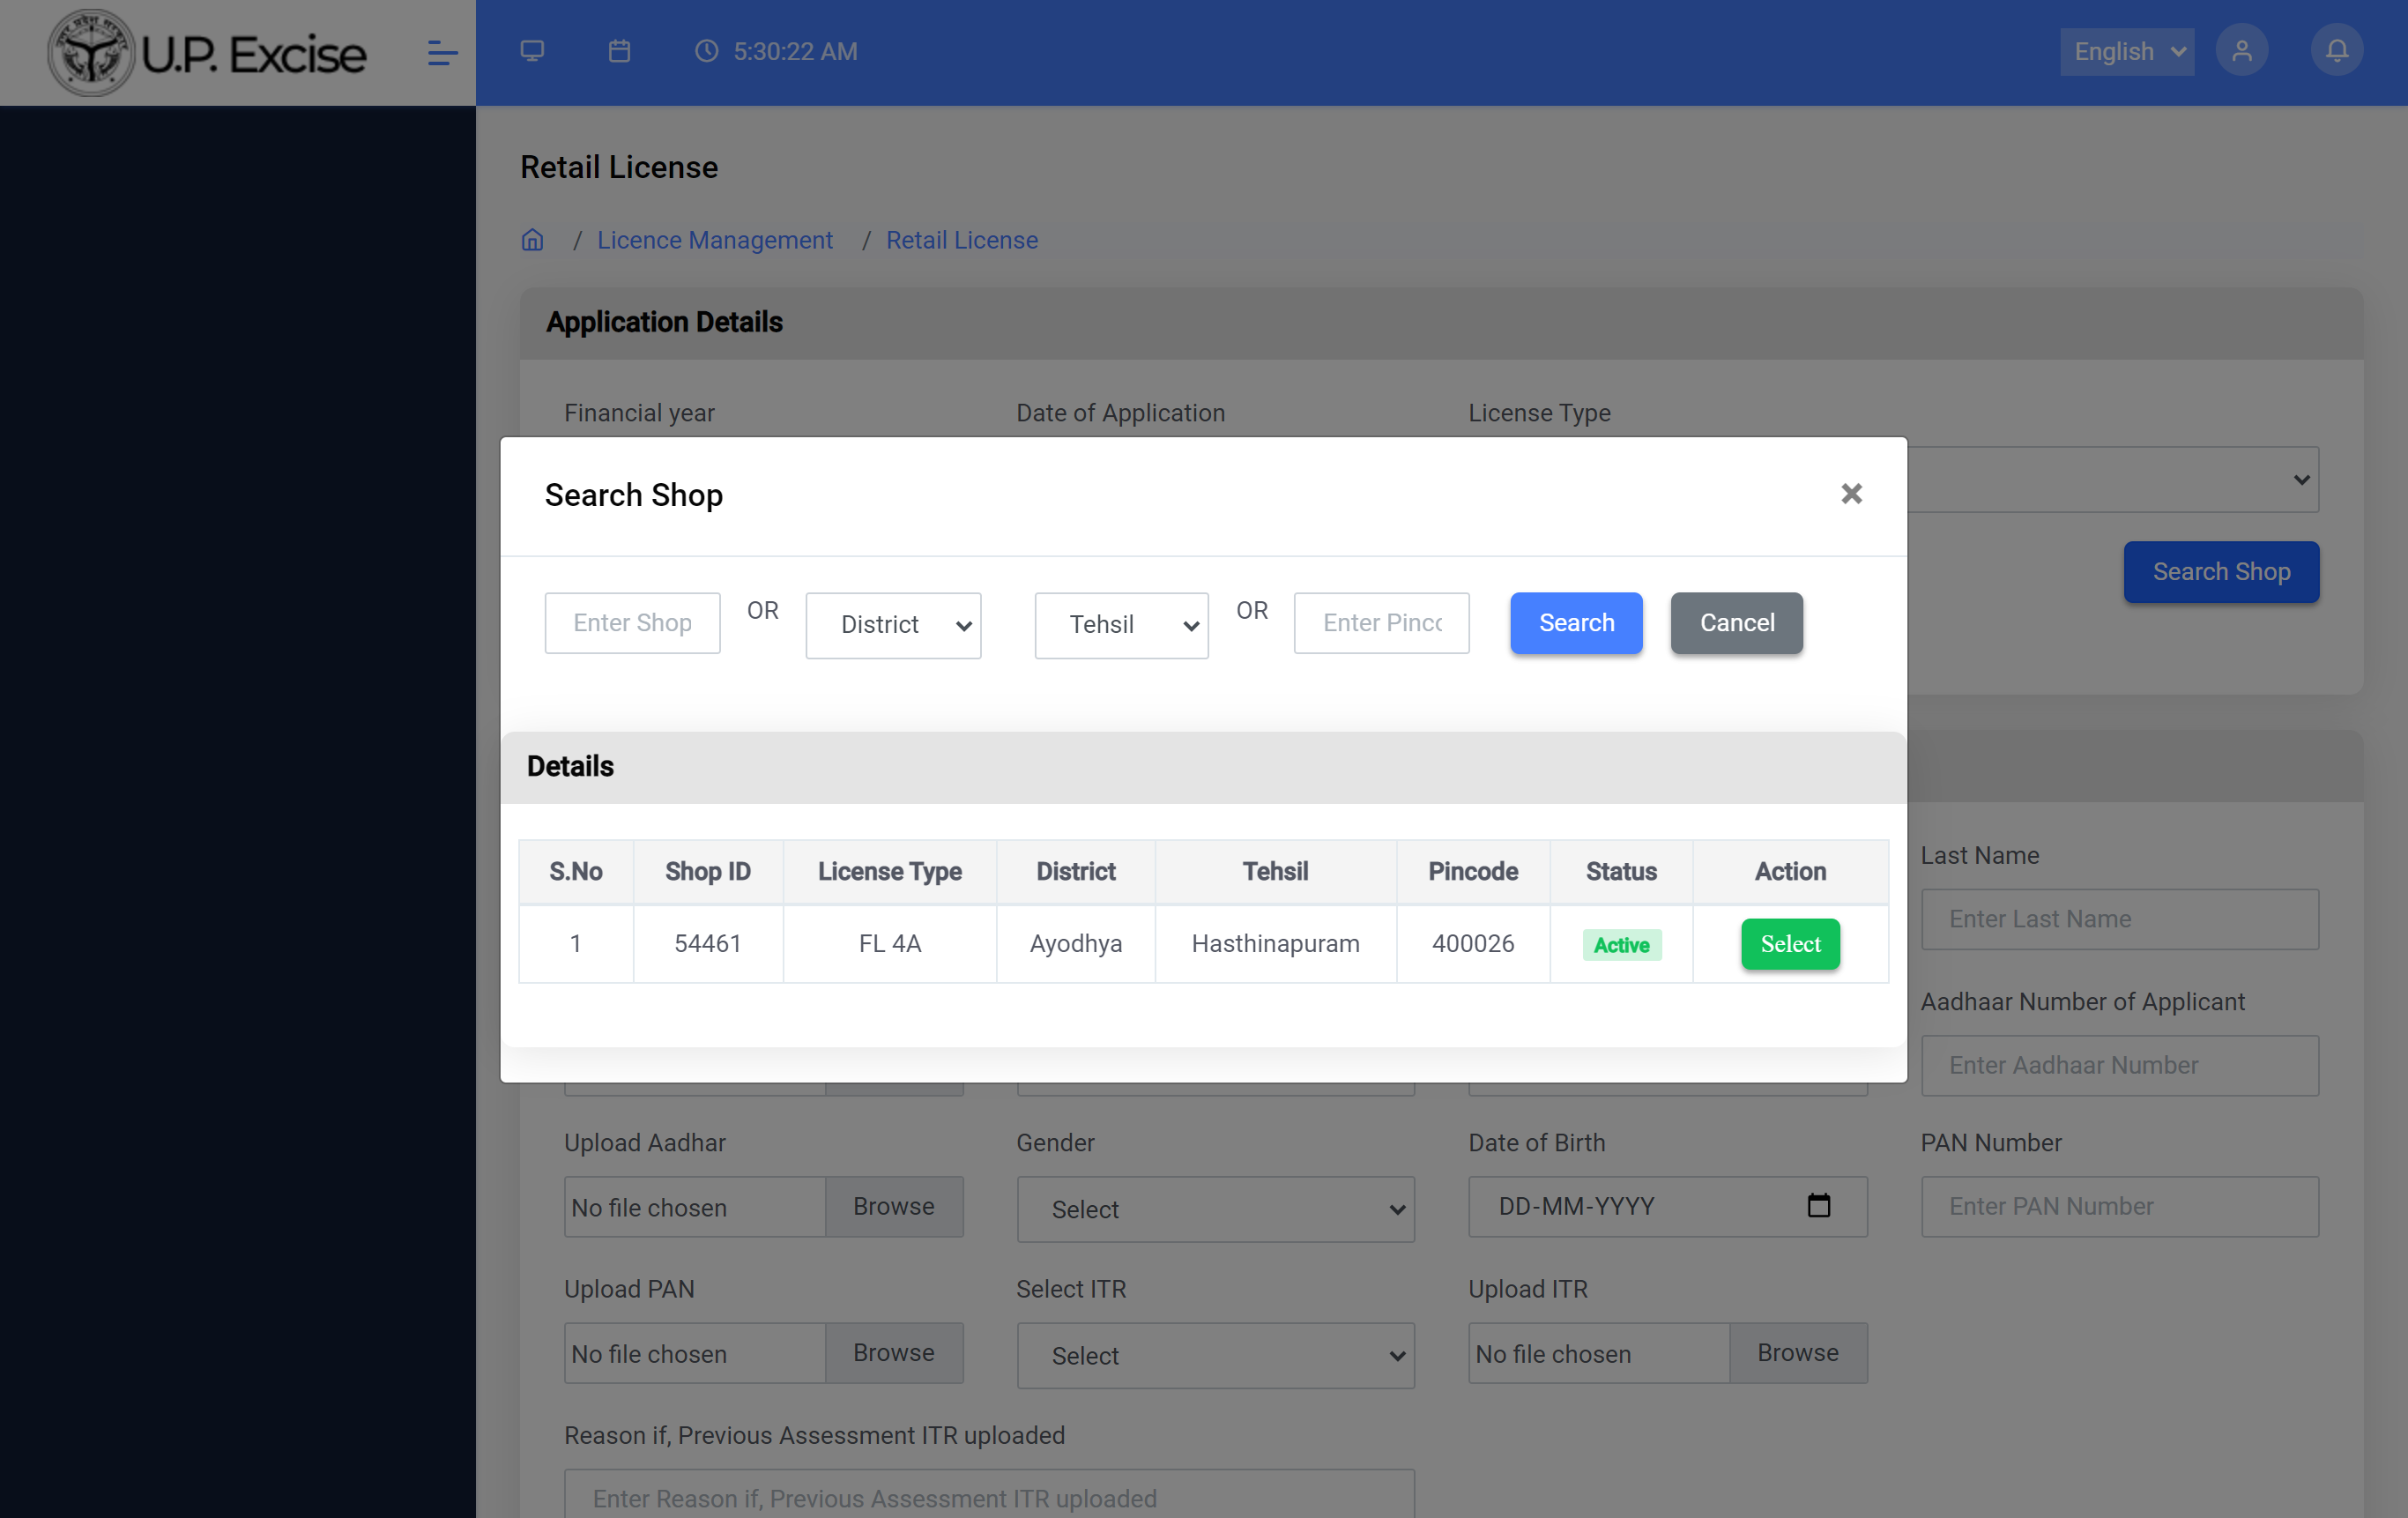 U.P. Excise
5:30:22 AM
English
Retail License
/ Licence Management / Retail License
Application Details
Financial year
Date of Application
License Type
Search Shop
Search Shop
×
Enter Shop
OR
District
Tehsil
OR
Enter Pinc
Search
Cancel
Details
S.No Shop ID License Type District Tehsil Pincode Status Action
1 54461 FL 4A Ayodhya Hasthinapuram 400026 Active Select
Last Name
Enter Last Name
Aadhaar Number of Applicant
Enter Aadhaar Number
Upload Aadhar
Gender
Date of Birth
PAN Number
No file chosen Browse
Select
DD-MM-YYYY
Enter PAN Number
Upload PAN
Select ITR
Upload ITR
No file chosen Browse
Select
No file chosen Browse
Reason if, Previous Assessment ITR uploaded
Enter Reason if, Previous Assessment ITR uploaded